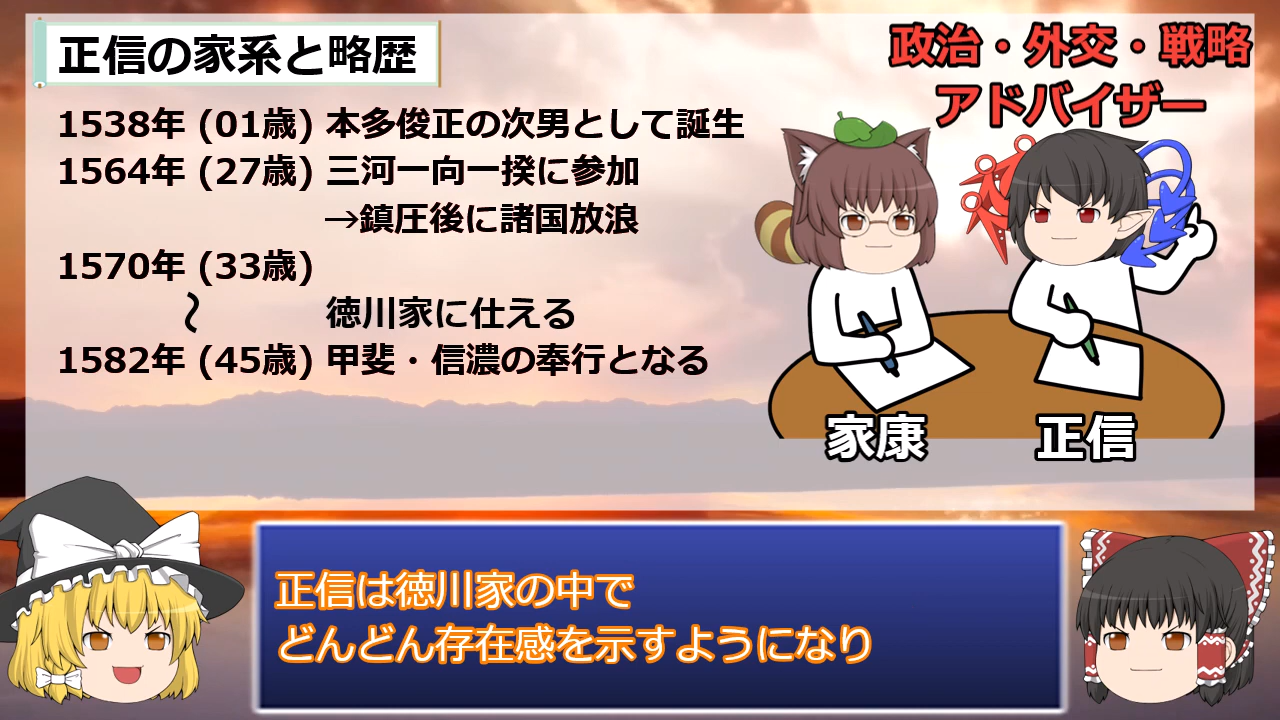 正信の家系と略歴
政治・外交・戦略
アドバイザー
1538年 (01歳) 本多俊正の次男として誕生
1564年 (27歳) 三河一向一揆に参加
→鎮圧後に諸国放浪
1570年 (33歳)
～ 徳川家に仕える
1582年 (45歳) 甲斐・信濃の奉行となる
家康
正信
正信は徳川家の中で
どんどん存在感を示すようになり